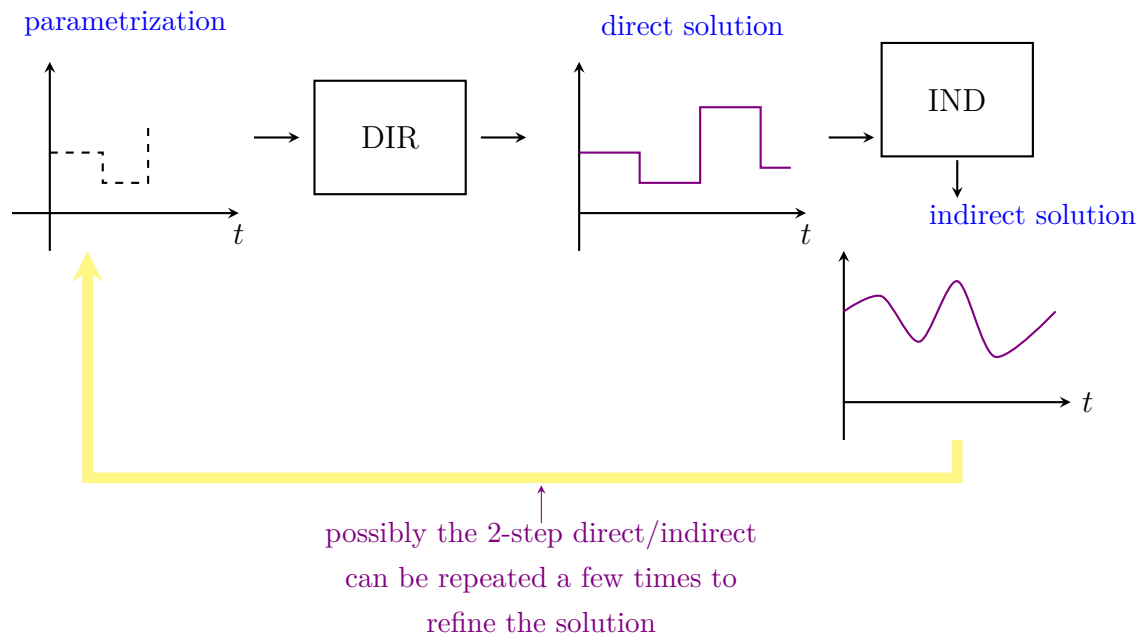 parametrization
direct solution
DIR
IND
t
t
indirect solution
t
possibly the 2-step direct/indirect
can be repeated a few times to
refine the solution